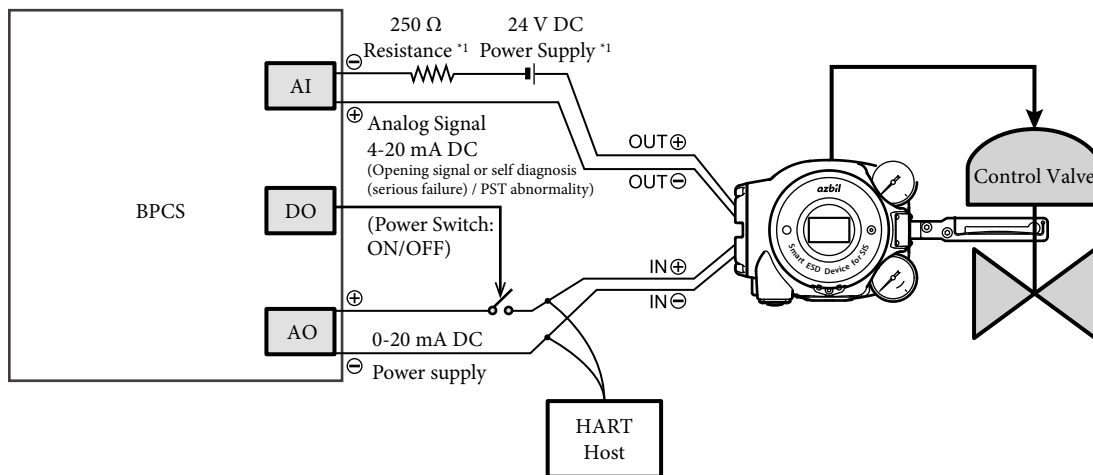 250 Ω
Resistance *1
24 V DC
Power Supply *1
⊖
AI
⊕
Analog Signal
4-20 mA DC
(Opening signal or self diagnosis
(serious failure) / PST abnormality)
OUT⊕
OUT⊖
azbil
Smart ESD Device for SIS
Control Valve
BPCS
DO
(Power Switch:
ON/OFF)
IN⊕
IN⊖
⊕
AO
0-20 mA DC
⊖
Power supply
HART
Host